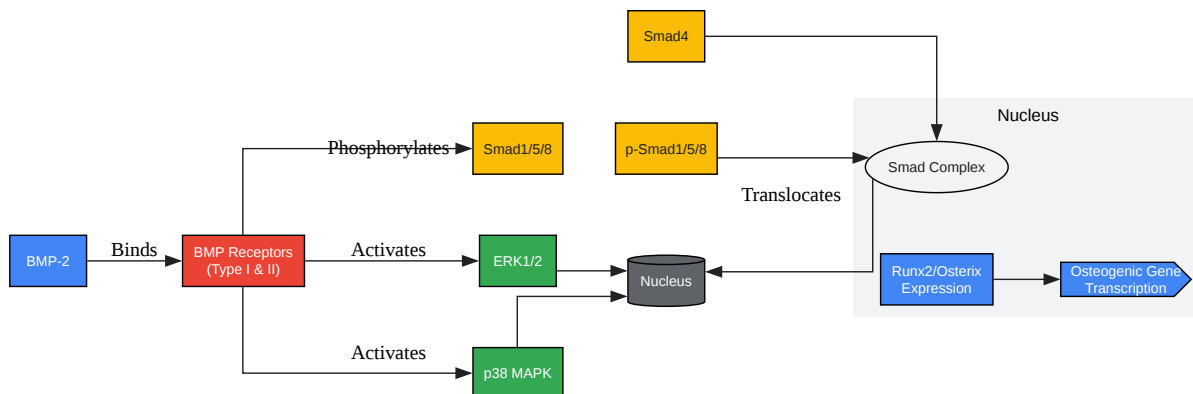 Smad4
Nucleus
Phosphorylates
Smad1/5/8
p-Smad1/5/8
Smad Complex
Translocates
BMP-2
Binds
BMP Receptors
(Type I & II)
Activates
ERK1/2
Nucleus
Runx2/Osterix
Expression
Osteogenic Gene
Transcription
Activates
p38 MAPK